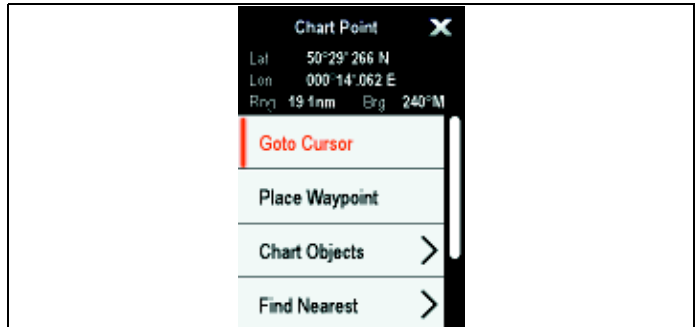 Chart Point X
Lat 50°29'.266 N
Lon 000°14'.062 E
Rng 19.1nm Brg 240°M
Goto Cursor
Place Waypoint
Chart Objects >
Find Nearest >